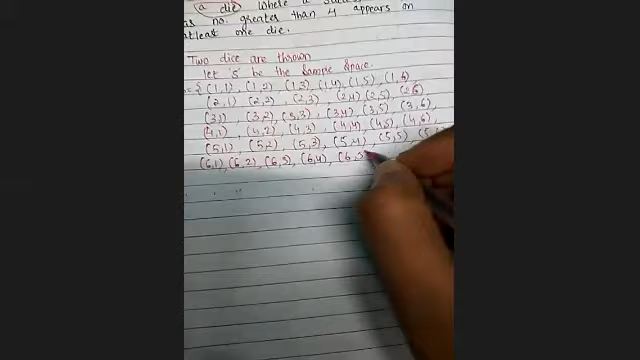 a die where a success
as no. greater than 4 appears on
atleast one die.
Two dice are thrown
let 'S' be the Sample Space.
= { (1,1), (1,2), (1,3), (1,4), (1,5), (1,6)
(2,1) (2,2), (2,3) (2,4) (2,5) (2,6)
(3,1) (3,2) (3,3) (3,4) (3,5) (3,6),
(4,1) (4,2) (4,3) (4,4) (4,5) (4,6),
(5,1) (5,2) (5,3) (5,4), (5,5) (5,
(6,1), (6,2) (6,3), (6,4), (6,5